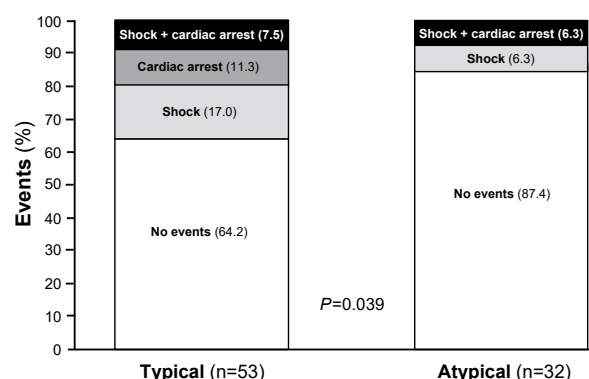 100
90
80
70
60
50
40
30
20
10
0
Events (%)
Shock + cardiac arrest (7.5)
Cardiac arrest (11.3)
Shock (17.0)
No events (64.2)
P=0.039
Shock + cardiac arrest (6.3)
Shock (6.3)
No events (87.4)
Typical (n=53)
Atypical (n=32)